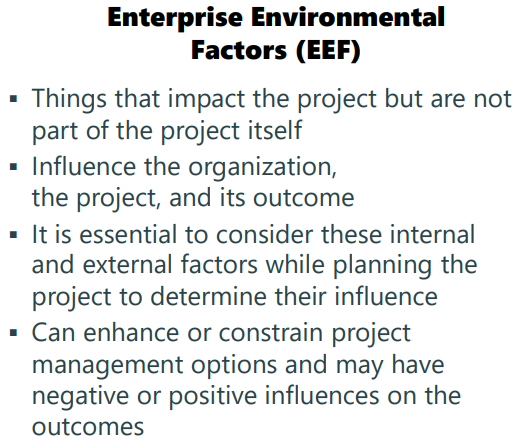 Enterprise Environmental
Factors (EEF)
▪ Things that impact the project but are not
part of the project itself
▪ Influence the organization,
the project, and its outcome
▪ It is essential to consider these internal
and external factors while planning the
project to determine their influence
▪ Can enhance or constrain project
management options and may have
negative or positive influences on the
outcomes